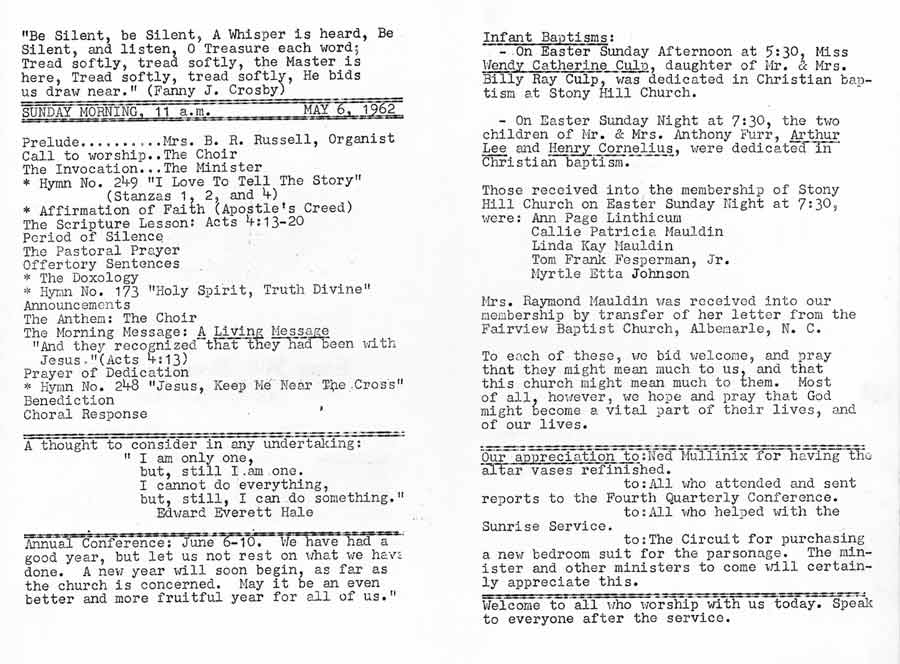 "Be Silent, be Silent, A Whisper is heard, Be
Silent, and listen, O Treasure each word;
Tread softly, tread softly, the Master is
here, Tread softly, tread softly, He bids
us draw near." (Fanny J. Crosby)
SUNDAY MORNING, 11 a.m. MAY 6, 1962
Prelude..........Mrs. B. R. Russell, Organist
Call to worship..The Choir
The Invocation...The Minister
* Hymn No. 249 "I Love To Tell The Story"
(Stanzas 1, 2, and 4)
* Affirmation of Faith (Apostle's Creed)
The Scripture Lesson: Acts 4:13-20
Period of Silence
The Pastoral Prayer
Offertory Sentences
* The Doxology
* Hymn No. 173 "Holy Spirit, Truth Divine"
Announcements
The Anthem: The Choir
The Morning Message: A Living Message
"And they recognized that they had been with
Jesus."(Acts 4:13)
Prayer of Dedication
* Hymn No. 248 "Jesus, Keep Me Near The Cross"
Benediction
Choral Response
A thought to consider in any undertaking:
" I am only one,
but, still I am one.
I cannot do everything,
but, still, I can do something."
Edward Everett Hale
Annual Conference: June 6-10. We have had a
good year, but let us not rest on what we have
done. A new year will soon begin, as far as
the church is concerned. May it be an even
better and more fruitful year for all of us."
Infant Baptisms:
- On Easter Sunday Afternoon at 5:30, Miss
Wendy Catherine Culp, daughter of Mr. & Mrs.
Billy Ray Culp, was dedicated in Christian bap-
tism at Stony Hill Church.
- On Easter Sunday Night at 7:30, the two
children of Mr. & Mrs. Anthony Furr, Arthur
Lee and Henry Cornelius, were dedicated in
Christian baptism.
Those received into the membership of Stony
Hill Church on Easter Sunday Night at 7:30,
were: Ann Page Linthicum
Callie Patricia Mauldin
Linda Kay Mauldin
Tom Frank Fesperman, Jr.
Myrtle Etta Johnson
Mrs. Raymond Mauldin was received into our
membership by transfer of her letter from the
Fairview Baptist Church, Albemarle, N. C.
To each of these, we bid welcome, and pray
that they might mean much to us, and that
this church might mean much to them. Most
of all, however, we hope and pray that God
might become a vital part of their lives, and
of our lives.
Our appreciation to:Ned Mullinix for having the
altar vases refinished.
to:All who attended and sent
reports to the Fourth Quarterly Conference.
to:All who helped with the
Sunrise Service.
to:The Circuit for purchasing
a new bedroom suit for the parsonage. The min-
ister and other ministers to come will certain-
ly appreciate this.
Welcome to all who worship with us today. Speak
to everyone after the service.